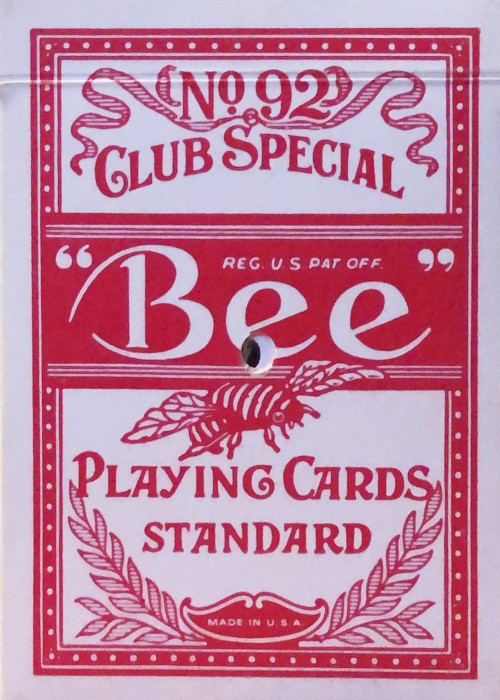 No 92
CLUB SPECIAL
REG. U S PAT OFF.
“Bee”
PLAYING CARDS
STANDARD
MADE IN U.S.A.